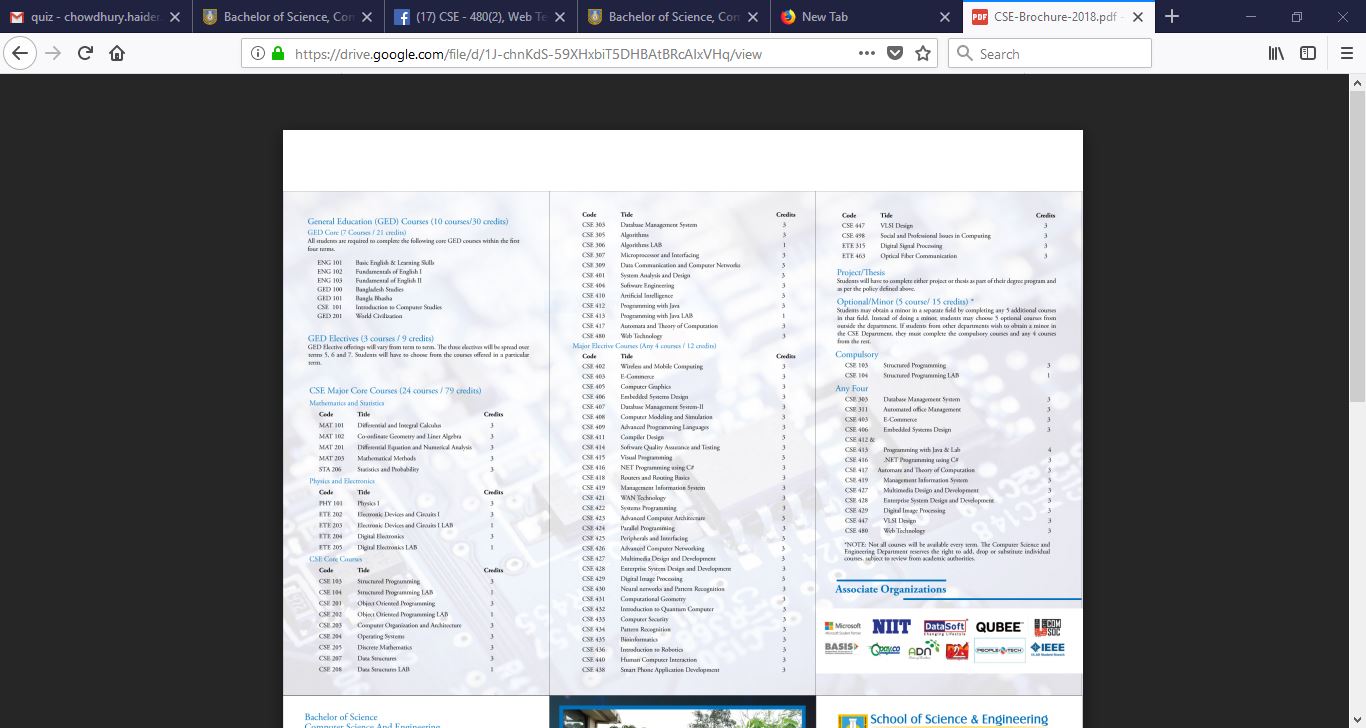 quiz - chowdhury.haider.
Bachelor of Science, Con
(17) CSE - 480(2), Web Te
Bachelor of Science, Con
New Tab
CSE-Brochure-2018.pdf -
https://drive.google.com/file/d/1J-chnKdS-59XHxbiT5DHBAtBRcAIxVHq/view
Search
General Education (GED) Courses (10 courses/30 credits)
GED Core (7 Courses / 21 credits)
All students are required to complete the following core GED courses within the first
four terms.
ENG 101 Basic English & Learning Skills
ENG 102 Fundamentals of English I
ENG 103 Fundamental of English II
GED 100 Bangladesh Studies
GED 101 Bangla Bhasha
CSE 101 Introduction to Computer Studies
GED 201 World Civilization
GED Electives (3 courses / 9 credits)
GED Elective offerings will vary from term to term. The three electives will be spread over
terms 5, 6 and 7. Students will have to choose from the courses offered in a particular
term.
CSE Major Core Courses (24 courses / 79 credits)
Mathematics and Statistics
Code Title Credits
MAT 101 Differential and Integral Calculus 3
MAT 102 Co-ordinate Geometry and Liner Algebra 3
MAT 201 Differential Equation and Numerical Analysis 3
MAT 203 Mathematical Methods 3
STA 206 Statistics and Probability 3
Physics and Electronics
Code Title Credits
PHY 101 Physics I 3
ETE 202 Electronic Devices and Circuits I 3
ETE 203 Electronic Devices and Circuits I LAB 1
ETE 204 Digital Electronics 3
ETE 205 Digital Electronics LAB 1
CSE Core Courses
Code Title Credits
CSE 103 Structured Programming 3
CSE 104 Structured Programming LAB 1
CSE 201 Object Oriented Programming 3
CSE 202 Object Oriented Programming LAB 1
CSE 203 Computer Organization and Architecture 3
CSE 204 Operating Systems 3
CSE 205 Discrete Mathematics 3
CSE 207 Data Structures 3
CSE 208 Data Structures LAB 1
Code Title Credits
CSE 303 Database Management System 3
CSE 305 Algorithms 3
CSE 306 Algorithms LAB 1
CSE 307 Microprocessor and Interfacing 3
CSE 309 Data Communication and Computer Networks 3
CSE 401 System Analysis and Design 3
CSE 404 Software Engineering 3
CSE 410 Artificial Intelligence 3
CSE 412 Programming with Java 3
CSE 413 Programming with Java LAB 1
CSE 417 Automata and Theory of Computation 3
CSE 480 Web Technology 3
Major Elective Courses (Any 4 courses / 12 credits)
Code Title Credits
CSE 402 Wireless and Mobile Computing 3
CSE 403 E-Commerce 3
CSE 405 Computer Graphics 3
CSE 406 Embedded Systems Design 3
CSE 407 Database Management System-II 3
CSE 408 Computer Modeling and Simulation 3
CSE 409 Advanced Programming Languages 3
CSE 411 Compiler Design 3
CSE 414 Software Quality Assurance and Testing 3
CSE 415 Visual Programming 3
CSE 416 .NET Programming using C# 3
CSE 418 Routers and Routing Basics 3
CSE 419 Management Information System 3
CSE 421 WAN Technology 3
CSE 422 Systems Programming 3
CSE 423 Advanced Computer Architecture 3
CSE 424 Parallel Programming 3
CSE 425 Peripherals and Interfacing 3
CSE 426 Advanced Computer Networking 3
CSE 427 Multimedia Design and Development 3
CSE 428 Enterprise System Design and Development 3
CSE 429 Digital Image Processing 3
CSE 430 Neural networks and Pattern Recognition 3
CSE 431 Computational Geometry 3
CSE 432 Introduction to Quantum Computer 3
CSE 433 Computer Security 3
CSE 434 Pattern Recognition 3
CSE 435 Bioinformatics 3
CSE 436 Introduction to Robotics 3
CSE 440 Human Computer Interaction 3
CSE 438 Smart Phone Application Development 3
Code Title Credits
CSE 447 VLSI Design 3
CSE 498 Social and Professional Issues in Computing 3
ETE 315 Digital Signal Processing 3
ETE 463 Optical Fiber Communication 3
Project/Thesis
Students will have to complete either project or thesis as part of their degree program and
as per the policy defined above.
Optional/Minor (5 course/ 15 credits) *
Students may obtain a minor in a separate field by completing any 5 additional courses
in that field. Instead of doing a minor, students may choose 5 optional courses from
outside the department. If students from other departments wish to obtain a minor in
the CSE Department, they must complete the compulsory courses and any 4 courses
from the rest.
Compulsory
CSE 103 Structured Programming 3
CSE 104 Structured Programming LAB 1
Any Four
CSE 303 Database Management System 3
CSE 311 Automated office Management 3
CSE 403 E-Commerce 3
CSE 406 Embedded Systems Design 3
CSE 412 &
CSE 413 Programming with Java & Lab 4
CSE 416 .NET Programming using C# 3
CSE 417 Automate and Theory of Computation 3
CSE 419 Management Information System 3
CSE 427 Multimedia Design and Development 3
CSE 428 Enterprise System Design and Development 3
CSE 429 Digital Image Processing 3
CSE 447 VLSI Design 3
CSE 480 Web Technology 3
*NOTE: Not all courses will be available every term. The Computer Science and
Engineering Department reserves the right to add, drop or substitute individual
courses, subject to review from academic authorities.
Associate Organizations
Microsoft NIIT DataSoft QUBEE COM SOC
BASIS ADN PEOPLE TECH IEEE
Bachelor of Science
Computer Science And Engineering
School of Science & Engineering